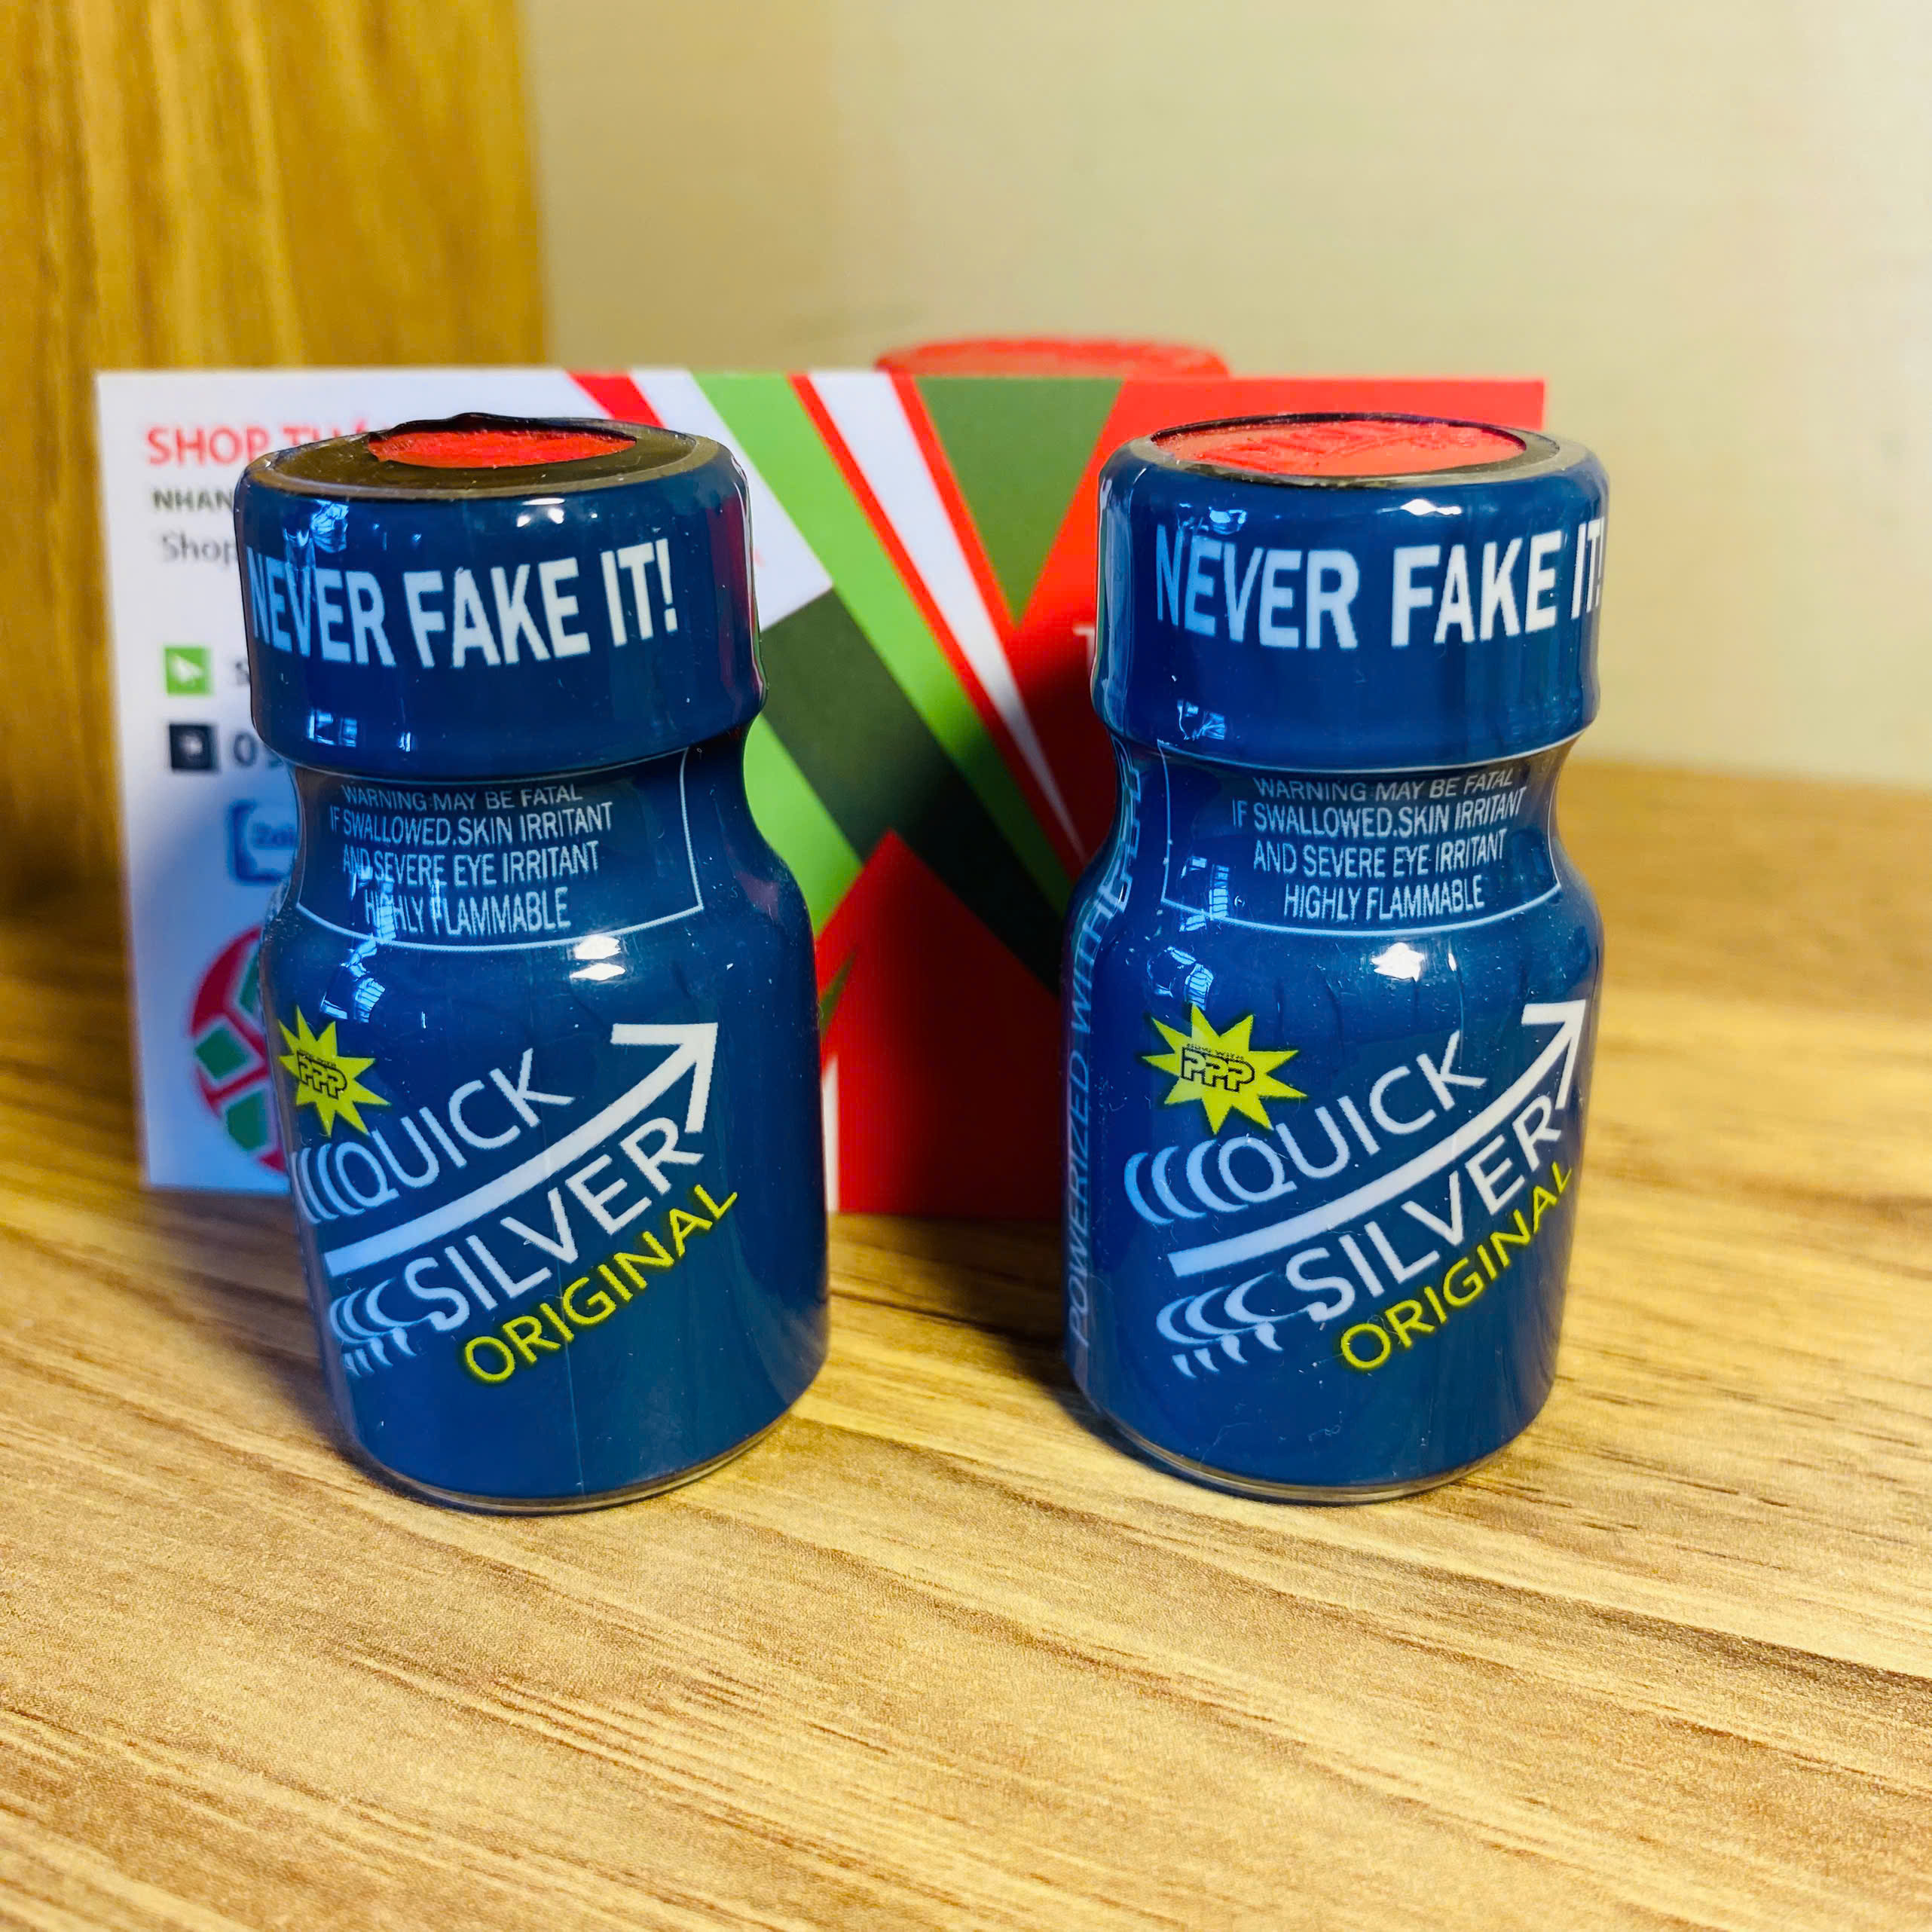 SHOP
NHAN
Shop
NEVER FAKE IT!
WARNING:MAY BE FATAL
IF SWALLOWED.SKIN IRRITANT
AND SEVERE EYE IRRITANT
HIGHLY FLAMMABLE
PPP
QUICK
SILVER
ORIGINAL
NEVER FAKE IT!
WARNING MAY BE FATAL
IF SWALLOWED.SKIN IRRITANT
AND SEVERE EYE IRRITANT
HIGHLY FLAMMABLE
POWERIZED WITH
PPP
QUICK
SILVER
ORIGINAL